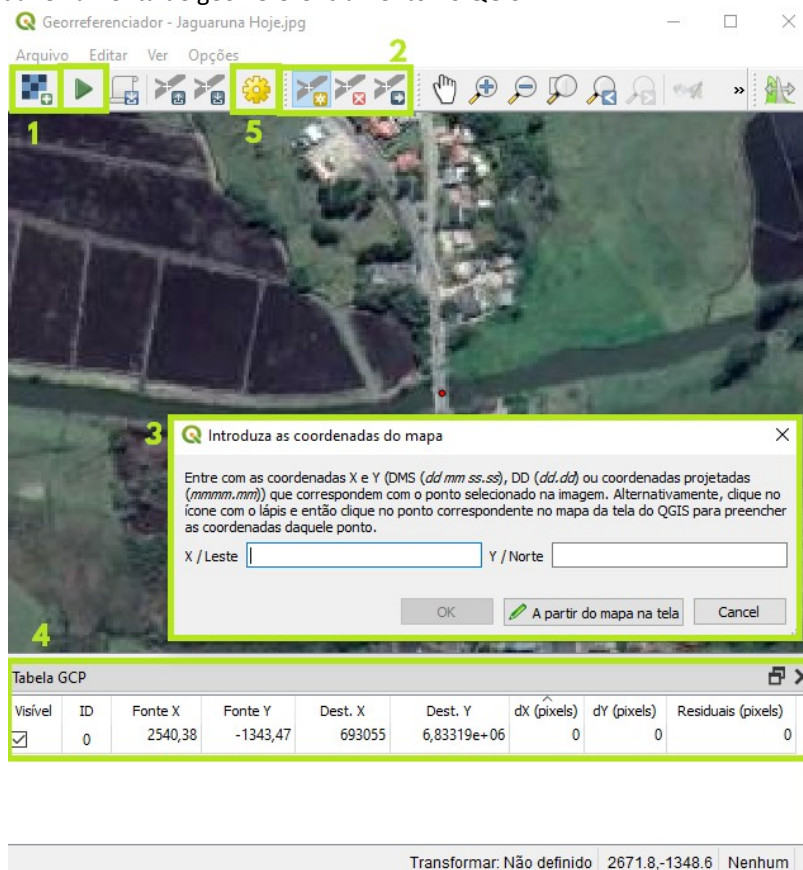 Georreferenciador - Jaguaruna Hoje.jpg
Arquivo Editar Ver Opções
2
1
5
3
Introduza as coordenadas do mapa
Entre com as coordenadas X e Y (DMS (dd mm ss.ss), DD (dd.dd) ou coordenadas projetadas
(mmmm.mm)) que correspondem com o ponto selecionado na imagem. Alternativamente, clique no
ícone com o lápis e então clique no ponto correspondente no mapa da tela do QGIS para preencher
as coordenadas daquele ponto.
X / Leste Y / Norte
OK A partir do mapa na tela Cancel
4
Tabela GCP
Visível ID Fonte X Fonte Y Dest. X Dest. Y dX (pixels) dY (pixels) Residuais (pixels)
0 2540,38 -1343,47 693055 6,83319e+06 0 0 0
Transformar: Não definido 2671.8,-1348.6 Nenhum